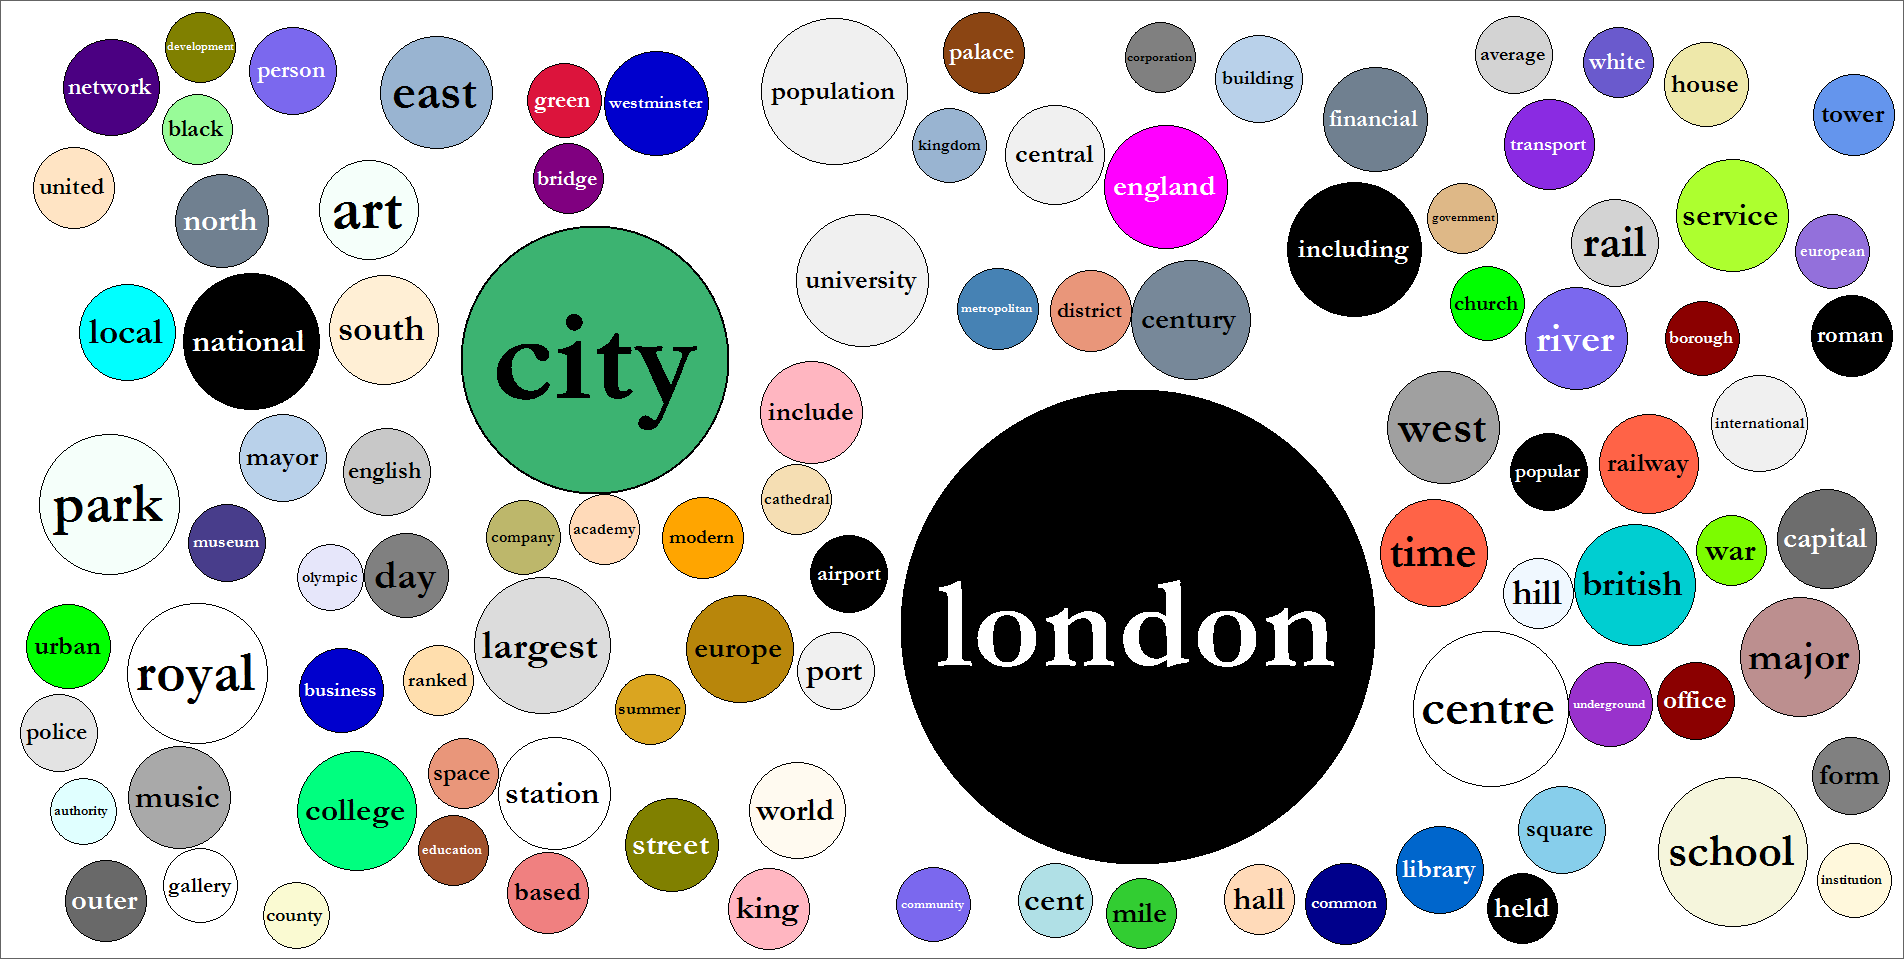 network
development
person
black
east
green
westminster
bridge
united
north
art
population
palace
kingdom
central
england
corporation
building
financial
average
white
house
tower
transport
local
national
south
city
university
metropolitan
district
century
including
government
rail
service
european
church
river
borough
roman
park
mayor
english
museum
olympic
day
include
cathedral
company
academy
modern
airport
london
west
popular
railway
international
time
hill
british
war
capital
urban
royal
business
ranked
largest
europe
port
summer
centre
underground
office
major
police
authority
music
college
space
station
education
street
world
outer
gallery
county
based
king
community
cent
mile
hall
common
library
square
held
school
form
institution